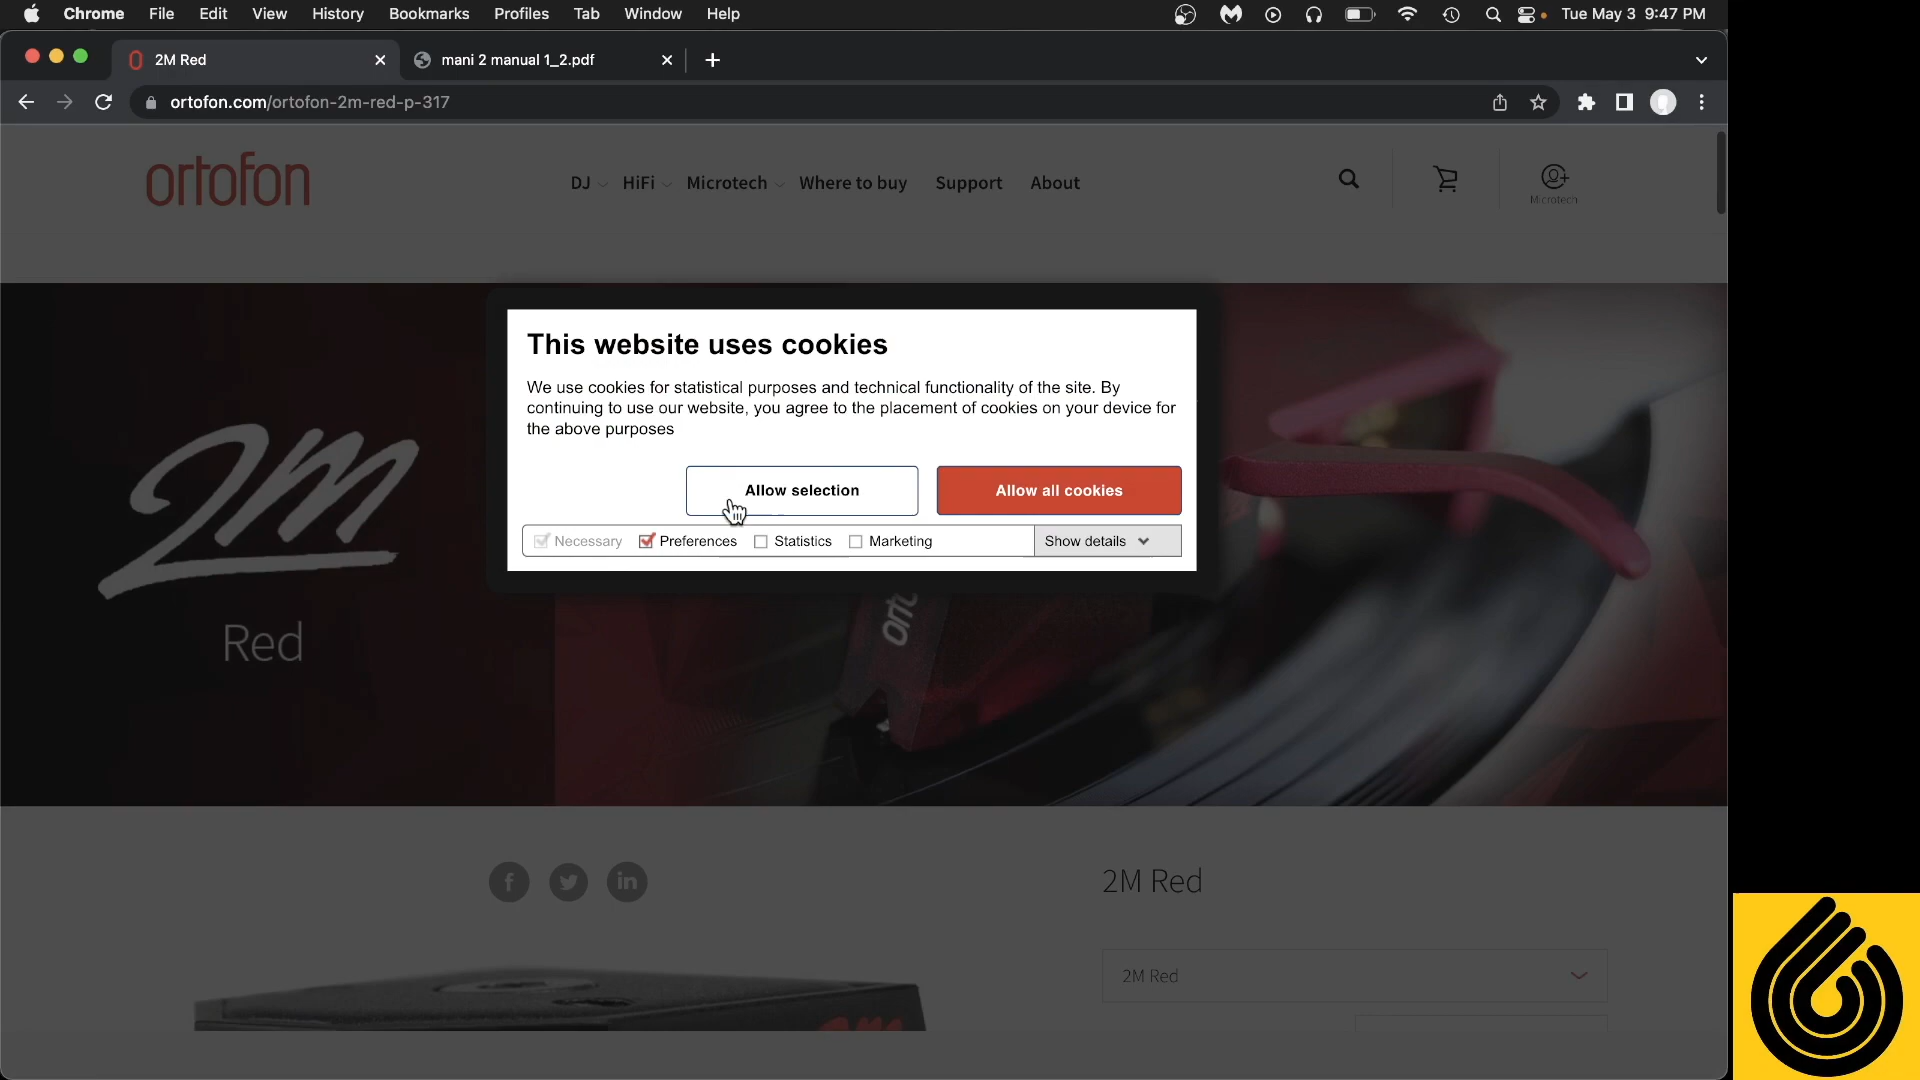 Chrome File Edit View History Bookmarks Profiles Tab Window Help Tue May 3 9:47 PM
2M Red mani 2 manual 1_2.pdf
ortofon.com/ortofon-2m-red-p-317
ortofon DJ HiFi Microtech Where to buy Support About
Microtech
This website uses cookies
We use cookies for statistical purposes and technical functionality of the site. By
continuing to use our website, you agree to the placement of cookies on your device for
the above purposes
Allow selection Allow all cookies
Necessary Preferences Statistics Marketing Show details
2M
Red
2M Red
2M Red
2M